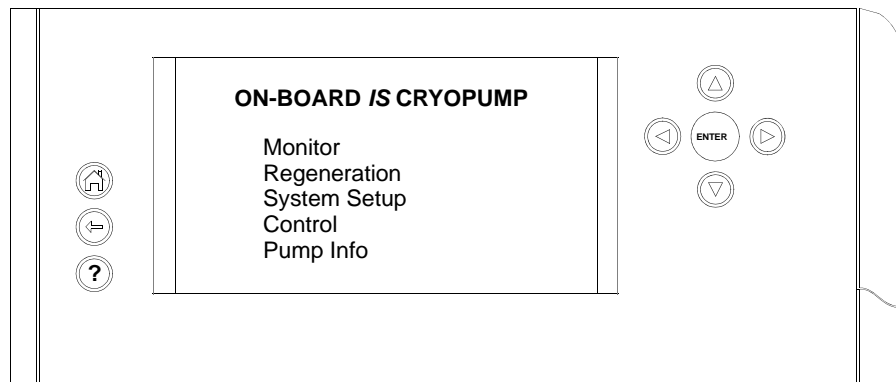 ON-BOARD IS CRYOPUMP
Monitor
Regeneration
System Setup
Control
Pump Info
?
ENTER